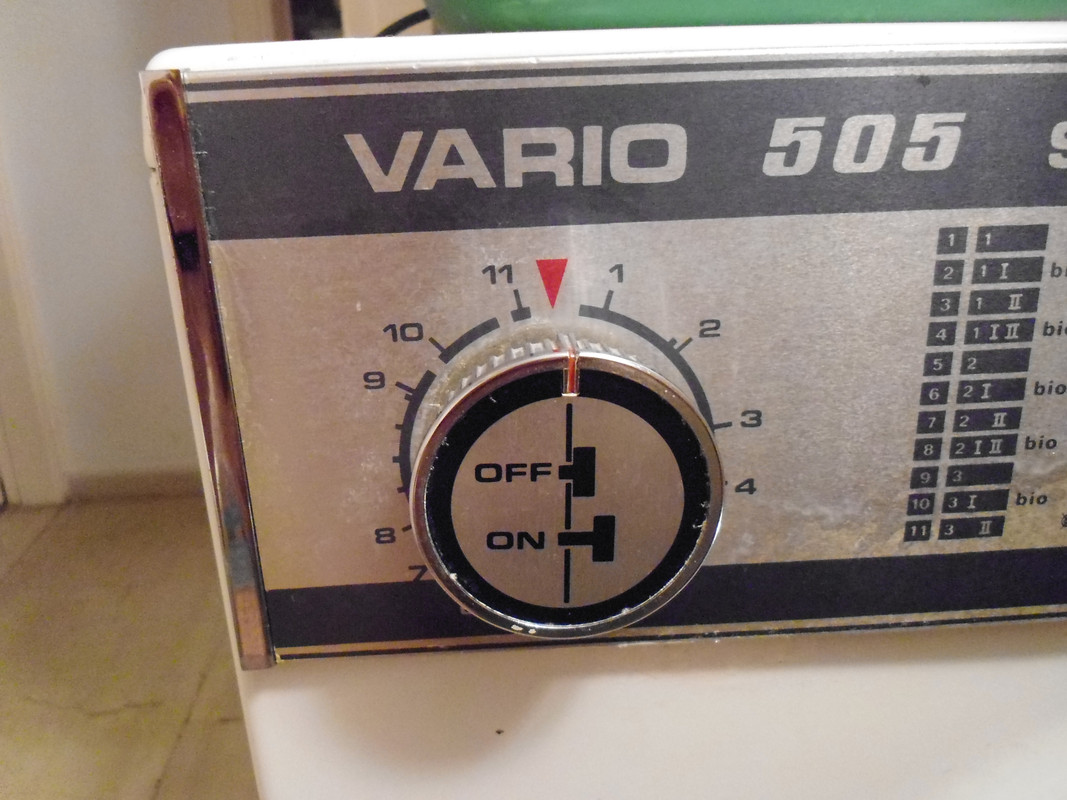 VARIO 505
11
1
10
2
9
3
4
8
7
OFF
ON
1 1
2 1 I
3 1 II
4 1 I II bio
5 2
6 2 I bio
7 2 II
8 2 I II bio
9 3
10 3 I bio
11 3 II